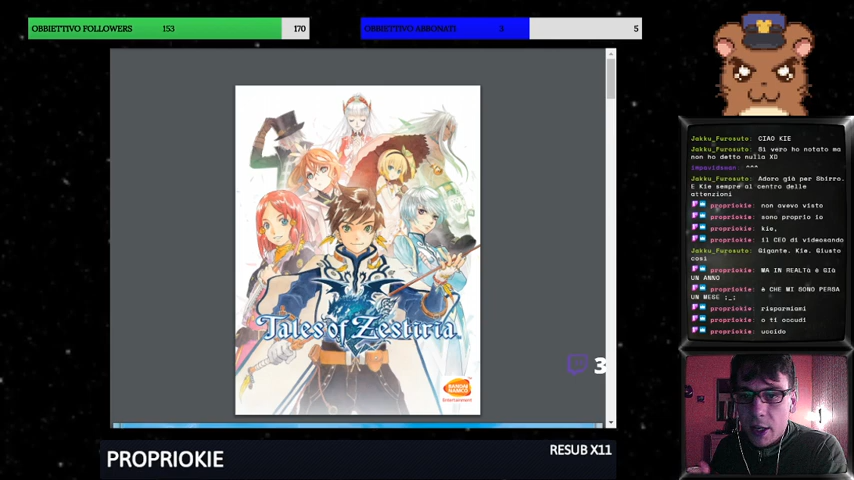 OBBIETTIVO FOLLOWERS 153 170
OBBIETTIVO ABBONATI 3 5
Tales of Zestiria
BANDAI
NAMCO
Entertainment
3
Jakku_Furosuto: CIAO KIE
Jakku_Furosuto: Si vero ho notato ma
non ho detto nulla XD
impavidsean: ^^^
Jakku_Furosuto: Adoro già per Sbirro.
E Kie sempre al centro delle
attenzioni
propriokie: non avevo visto
propriokie: sono proprio io
propriokie: kie,
propriokie: il CEO di videosando
Jakku_Furosuto: Gigante. Kie. Giusto
così
propriokie: MA IN REALTà è GIà
UN ANNO
propriokie: è CHE MI SONO PERSA
UN MESE ;_;
propriokie: risparmiami
propriokie: o ti occudi
propriokie: uccido
PROPRIOKIE
RESUB X11